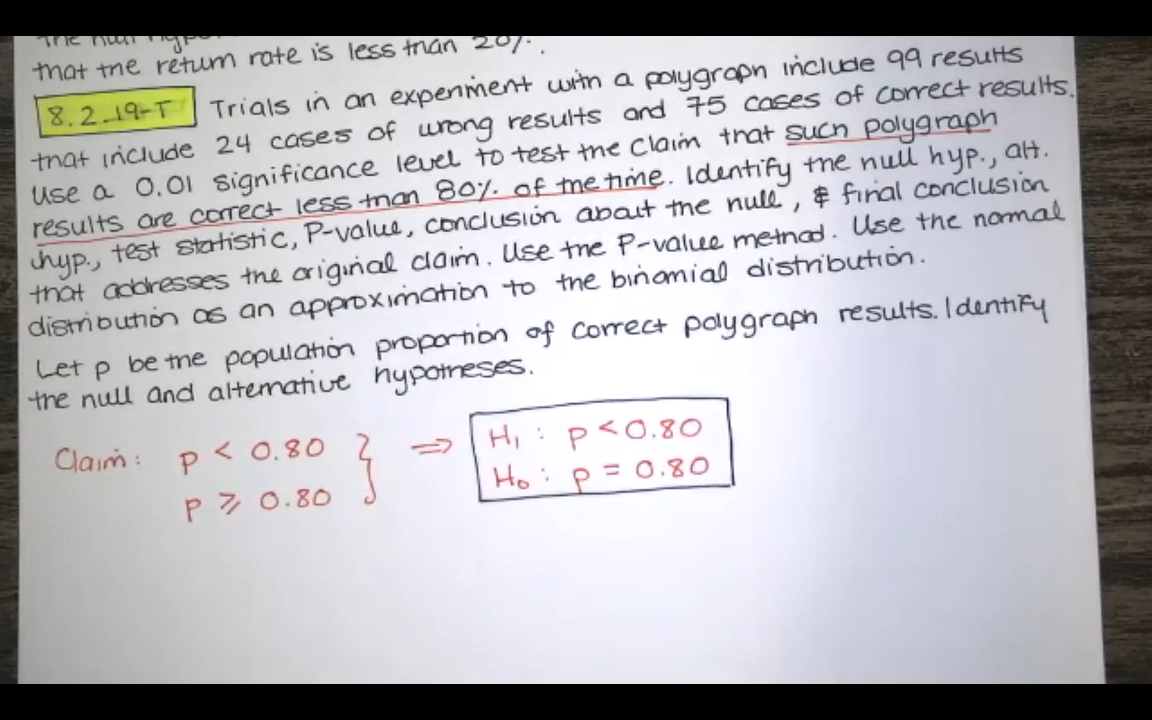 that the return rate is less than 20%.
8.2.19-T Trials in an experiment with a polygraph include 99 results
that include 24 cases of wrong results and 75 cases of correct results.
Use a 0.01 significance level to test the claim that such polygraph
results are correct less than 80% of the time. Identify the null hyp., alt.
hyp., test statistic, P-value, conclusion about the null, & final conclusion
that addresses the original claim. Use the P-value method. Use the normal
distribution as an approximation to the binomial distribution.
Let p be the population proportion of correct polygraph results. Identify
the null and alternative hypotheses.
Claim: p < 0.80 } ⇒ H₁ : p < 0.80
p ≥ 0.80 H₀ : p = 0.80